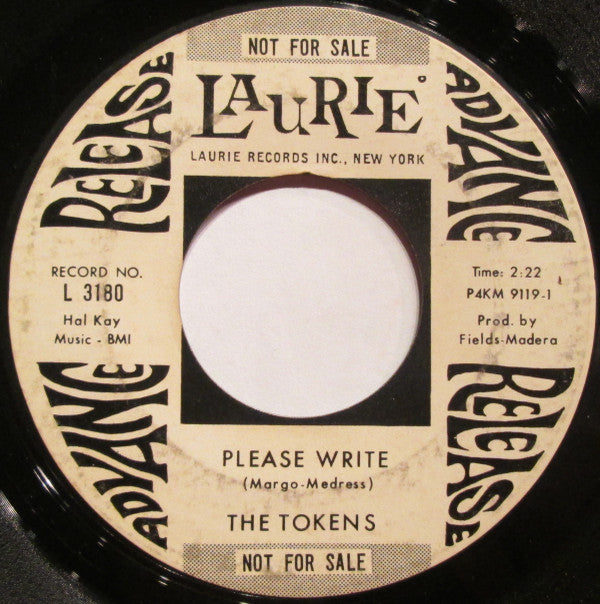 NOT FOR SALE
LAURIE
LAURIE RECORDS INC., NEW YORK
ADVANCE
RELEASE
RECORD NO.
L 3180
Hal Kay
Music - BMI
Time: 2:22
P4KM 9119-1
Prod. by
Fields-Madera
ADVANCE
RELEASE
PLEASE WRITE
(Margo-Medress)
THE TOKENS
NOT FOR SALE